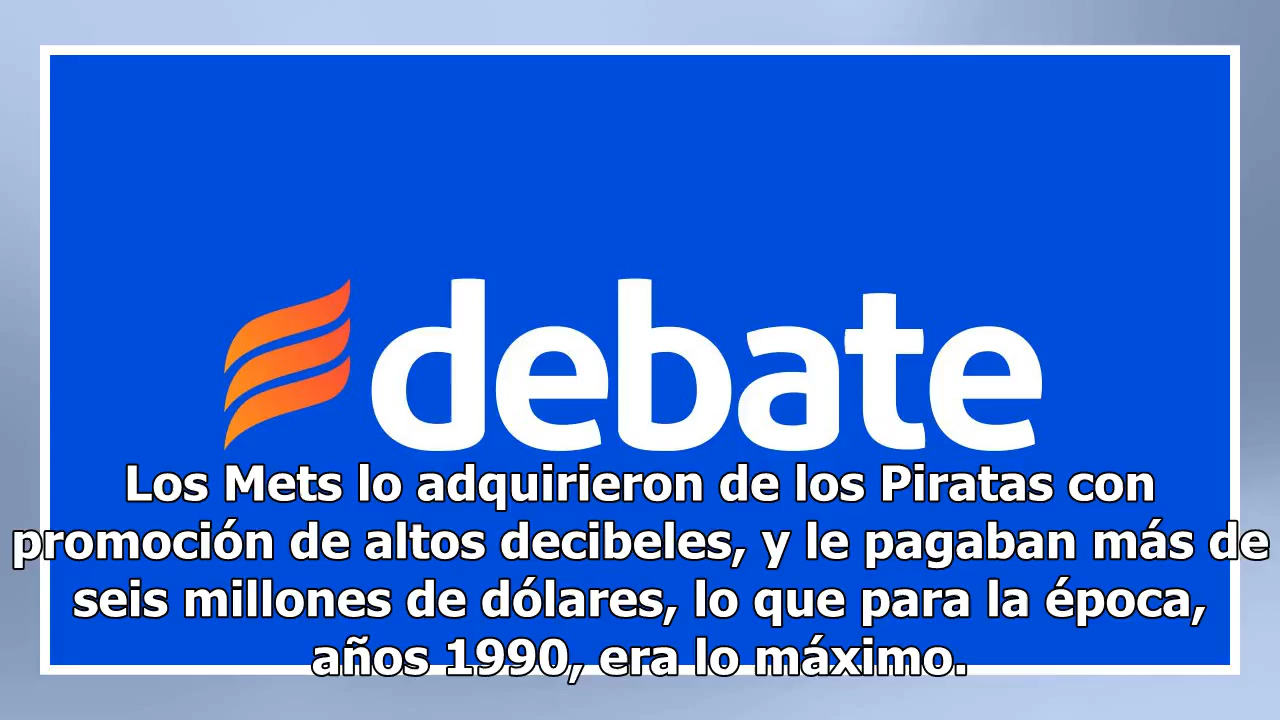 debate
Los Mets lo adquirieron de los Piratas con
promoción de altos decibeles, y le pagaban más de
seis millones de dólares, lo que para la época,
años 1990, era lo máximo.